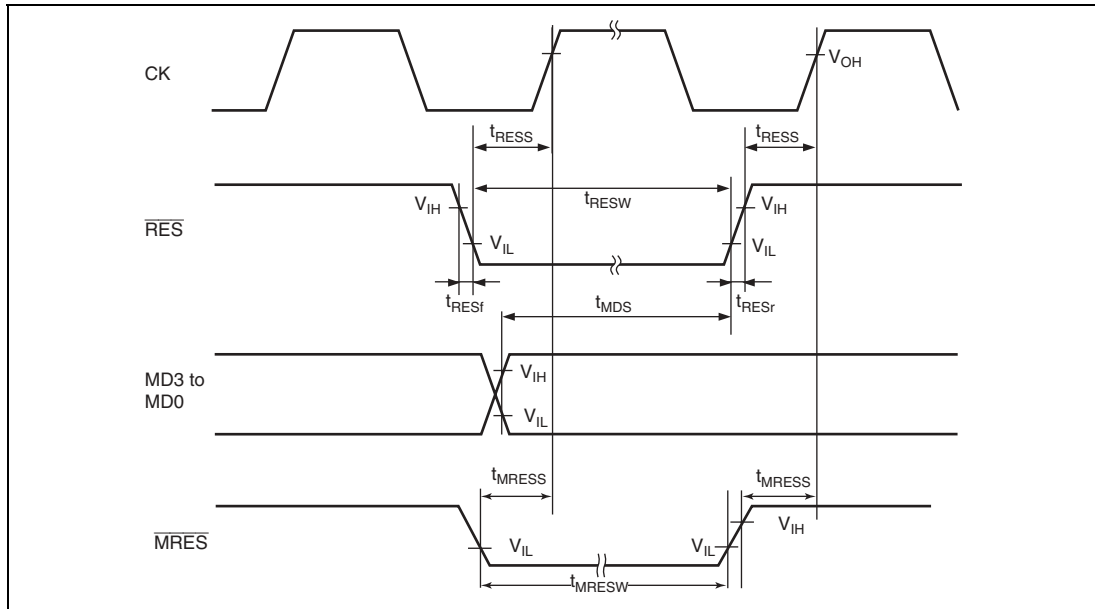 CK
V_OH
t_RESS
t_RESS
RES
V_IH
t_RESW
V_IH
V_IL
V_IL
t_RESf
t_MDS
t_RESr
MD3 to
MD0
V_IH
V_IL
t_MRESS
t_MRESS
MRES
V_IL
V_IL
V_IH
t_MRESW